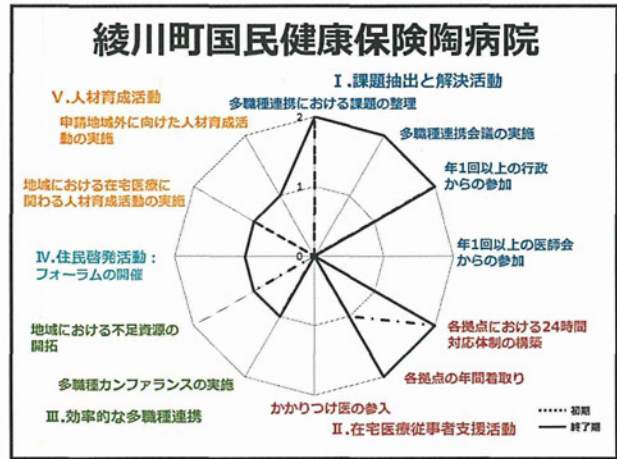 綾川町国民健康保険陶病院
Ⅰ.課題抽出と解決活動
Ⅴ.人材育成活動
多職種連携における課題の整理
申請地域外に向けた人材育成活
動の実施
2
多職種連携会議の実施
地域における在宅医療に
関わる人材育成活動の実施
年1回以上の行政
からの参加
1
Ⅳ.住民啓発活動：
フォーラムの開催
0
年1回以上の医師会
からの参加
地域における不足資源の
開拓
各拠点における24時間
対応体制の構築
多職種カンファランスの実施
各拠点の年間看取り
Ⅲ.効率的な多職種連携
かかりつけ医の参入
Ⅱ.在宅医療従事者支援活動
初期
終了期